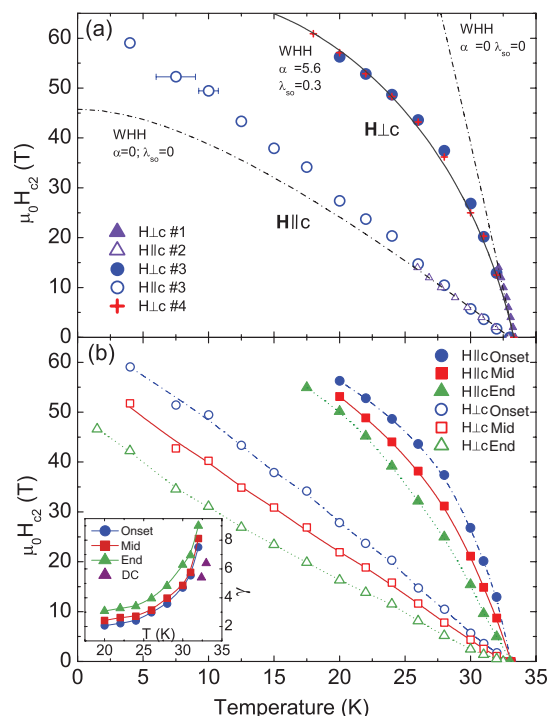 (a)
WHH
α =5.6
λso=0.3
WHH
α =0 λso=0
H⊥c
WHH
α=0; λso=0
H||c
H⊥c #1
H||c #2
H⊥c #3
H||c #3
H⊥c #4
μ0Hc2 (T)
60
50
40
30
20
10
0
(b)
H||c Onset
H||c Mid
H||c End
H⊥c Onset
H⊥c Mid
H⊥c End
μ0Hc2 (T)
60
50
40
30
20
10
0
Onset
Mid
End
DC
8
6
4
2
γ
T (K)
20 25 30 35
0 5 10 15 20 25 30 35
Temperature (K)